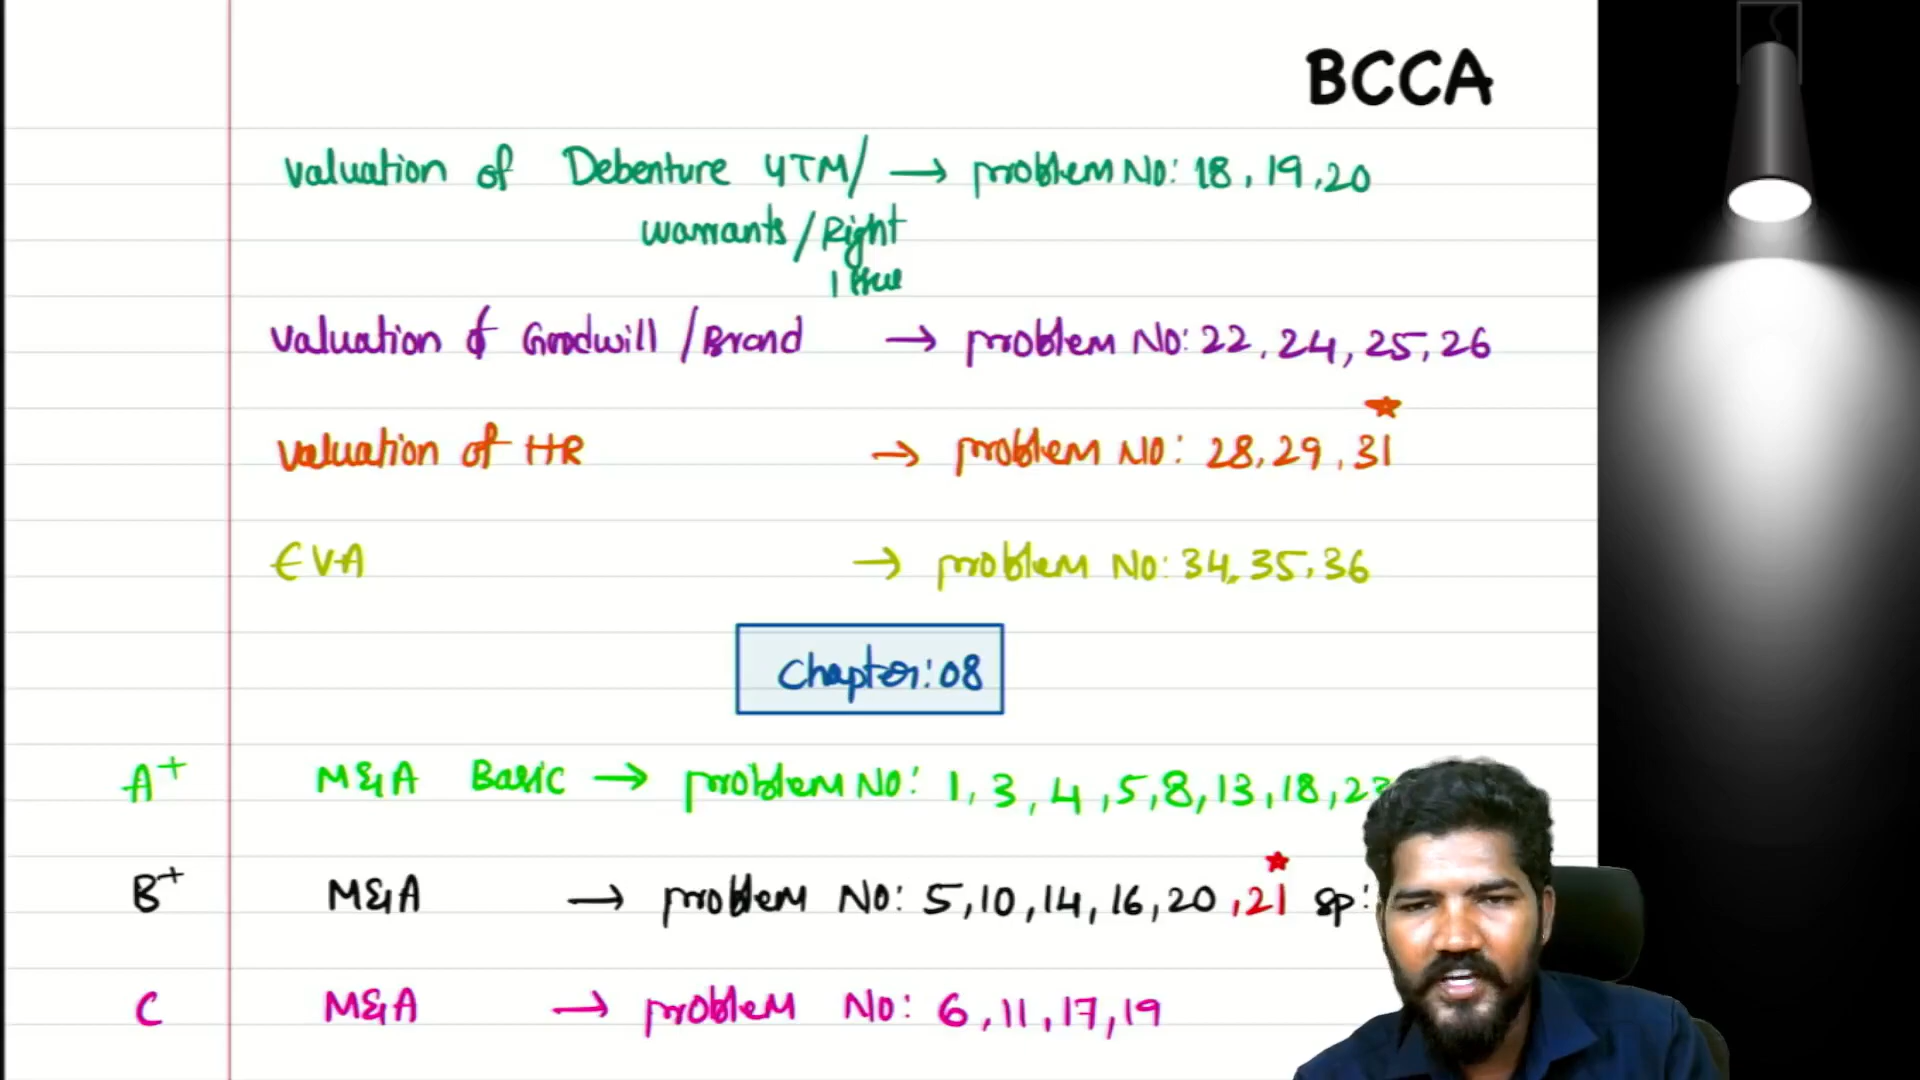 BCCA
valuation of Debenture YTM/ → problem No: 18, 19, 20
warrants / Right
Issue
valuation of Goodwill / Brand → problem No: 22, 24, 25, 26
valuation of HR → problem No: 28, 29, 31
EVA → problem No: 34, 35, 36
chapter: 08
A+ M&A Basic → problem No: 1, 3, 4, 5, 8, 13, 18,
B+ M&A → problem No: 5, 10, 14, 16, 20, 21 sp:
C M&A → problem No: 6, 11, 17, 19